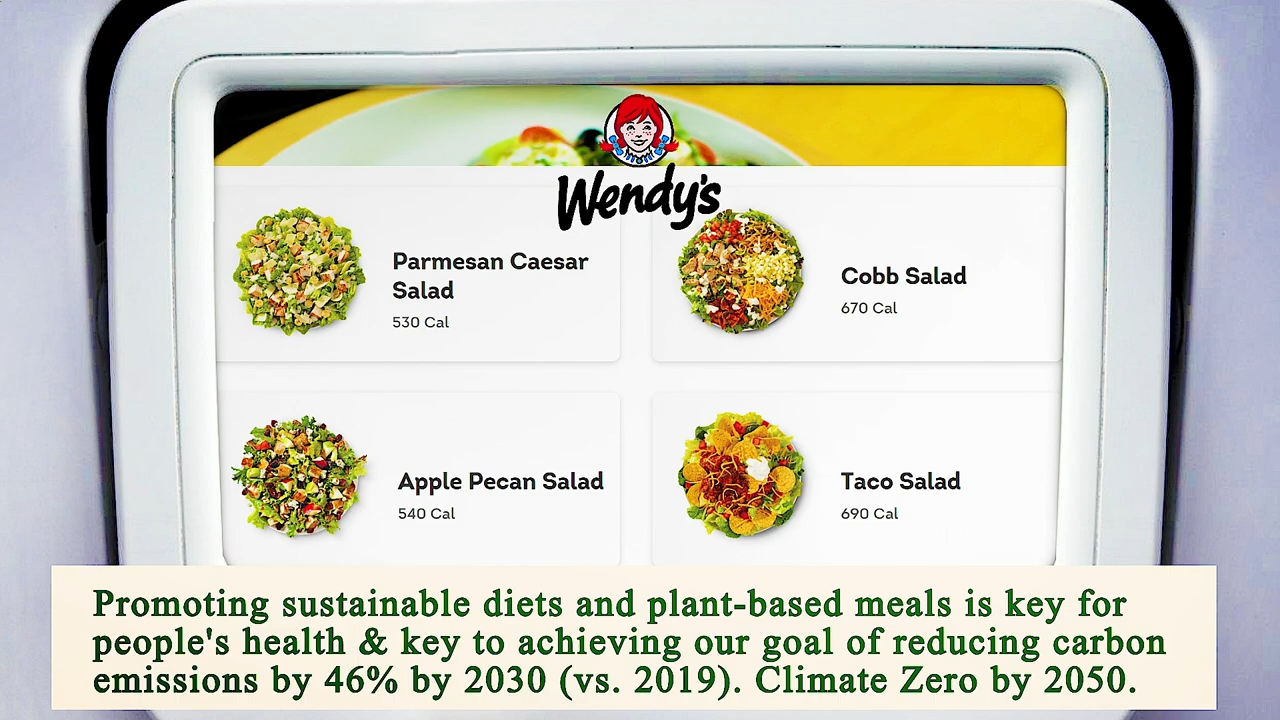 Wendy's
Parmesan Caesar
Salad
530 Cal
Cobb Salad
670 Cal
Apple Pecan Salad
540 Cal
Taco Salad
690 Cal
Promoting sustainable diets and plant-based meals is key for
people's health & key to achieving our goal of reducing carbon
emissions by 46% by 2030 (vs. 2019). Climate Zero by 2050.